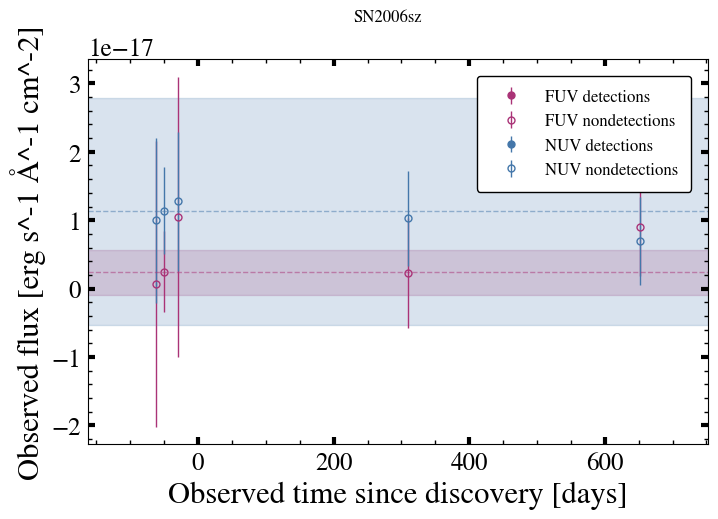 SN2006sz
1e−17
Observed flux [erg s^-1 Å^-1 cm^-2]
3
2
1
0
−1
−2
FUV detections
FUV nondetections
NUV detections
NUV nondetections
0 200 400 600
Observed time since discovery [days]